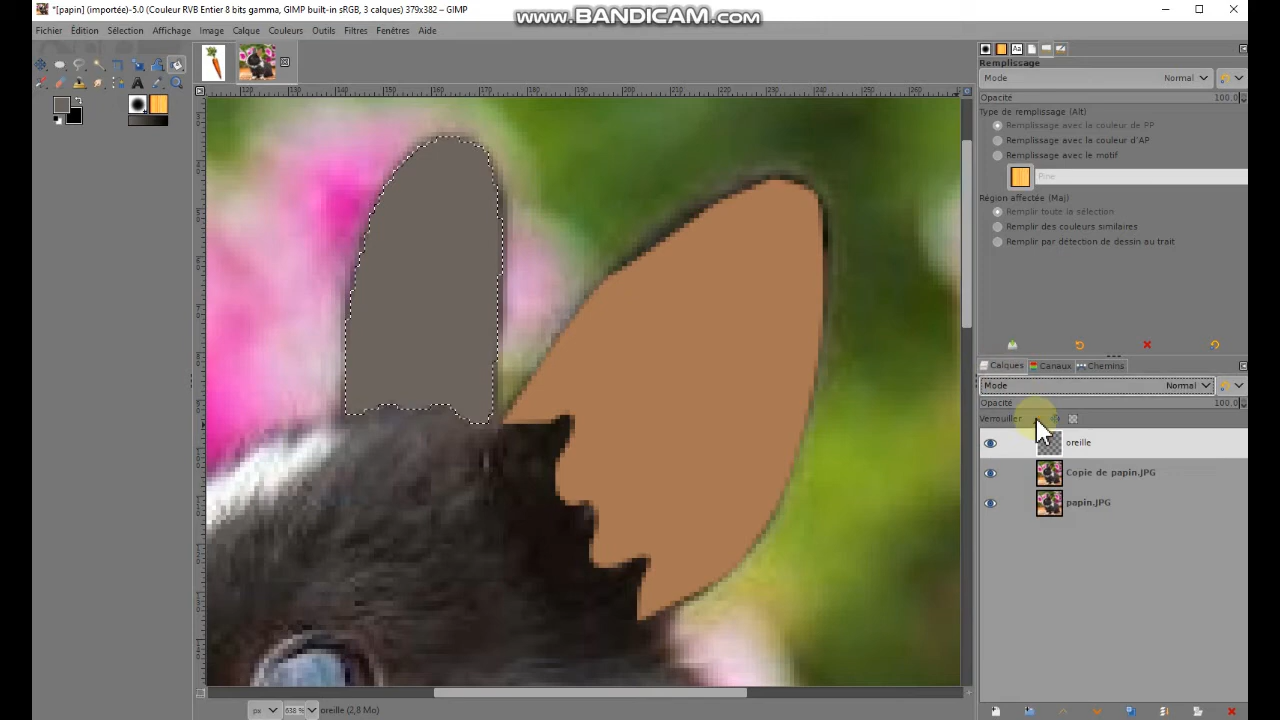 *[papin] (importée)-5.0 (Couleur RVB Entier 8 bits gamma, GIMP built-in sRGB, 3 calques) 379x382 – GIMP
www.BANDICAM.com
Fichier Édition Sélection Affichage Image Calque Couleurs Outils Filtres Fenêtres Aide
Remplissage
Mode Normal
Opacité 100,0
Type de remplissage (Alt)
Remplissage avec la couleur de PP
Remplissage avec la couleur d'AP
Remplissage avec le motif
Pine
Région affectée (Maj)
Remplir toute la sélection
Remplir des couleurs similaires
Remplir par détection de dessin au trait
Calques Canaux Chemins
Mode Normal
Opacité 100,0
Verrouiller
oreille
Copie de papin.JPG
papin.JPG
px 638 % oreille (2,8 Mo)